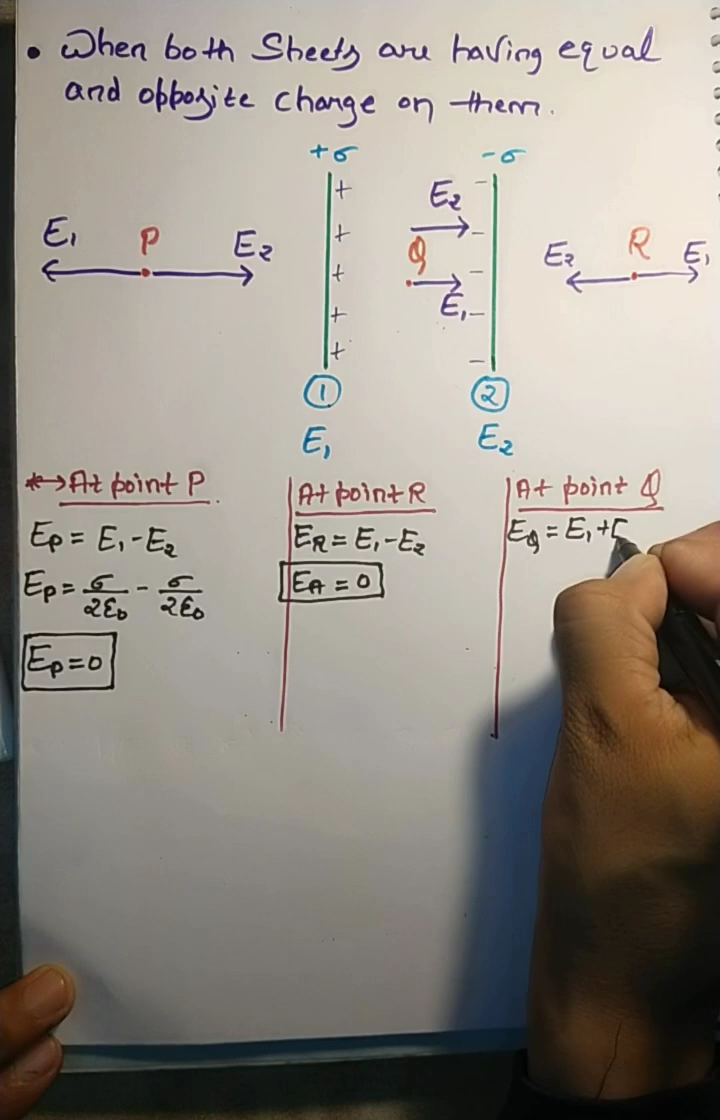 • When both Sheets are having equal
and opposite charge on them.
+σ
-σ
E₁ P E₂
+ + + + +
E₂
Q
E₁
- - - - -
E₂ R E₁
① ②
E₁ E₂
*→ At point P
Eₚ = E₁ - E₂
Eₚ = σ/2ε₀ - σ/2ε₀
Eₚ = 0
At point R
E_R = E₁ - E₂
E_A = 0
At point Q
E_Q = E₁ + E